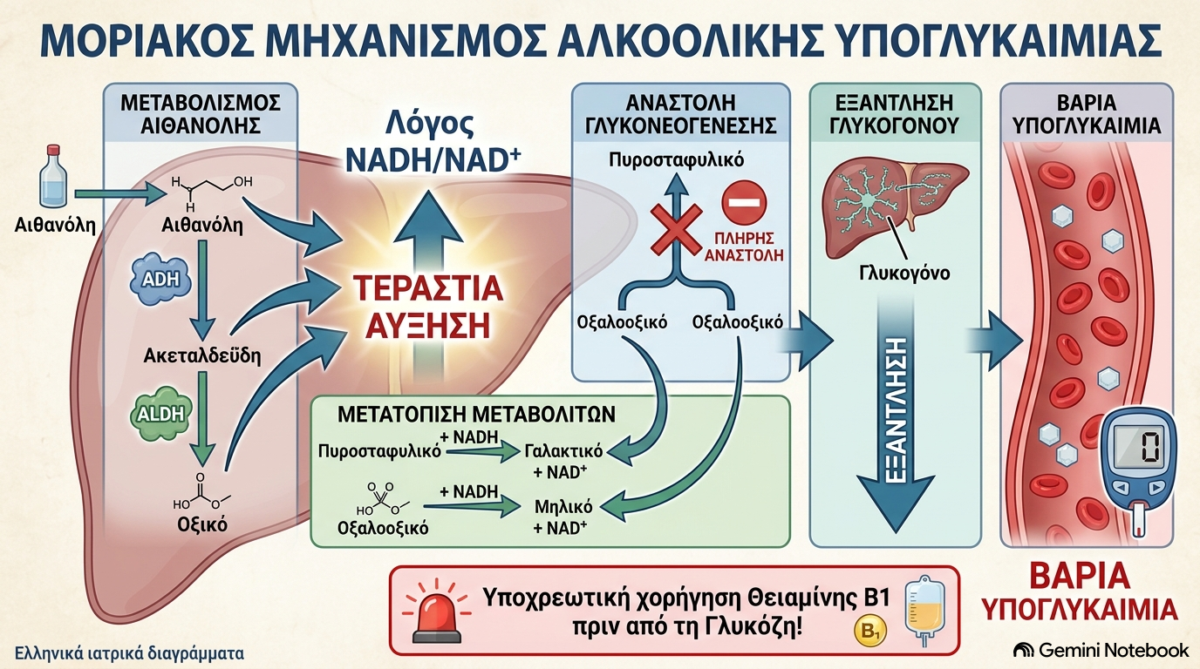 ΜΟΡΙΑΚΟΣ ΜΗΧΑΝΙΣΜΟΣ ΑΛΚΟΟΛΙΚΗΣ ΥΠΟΓΛΥΚΑΙΜΙΑΣ
ΜΕΤΑΒΟΛΙΣΜΟΣ
ΑΙΘΑΝΟΛΗΣ
Αιθανόλη
H
OH
H
H
Αιθανόλη
ADH
Ακεταλδεΰδη
ALDH
O
HO
O
Οξικό
Λόγος
NADH/NAD⁺
ΤΕΡΑΣΤΙΑ
ΑΥΞΗΣΗ
ΑΝΑΣΤΟΛΗ
ΓΛΥΚΟΝΕΟΓΕΝΕΣΗΣ
Πυροσταφυλικό
ΠΛΗΡΗΣ
ΑΝΑΣΤΟΛΗ
Οξαλοοξικό
Οξαλοοξικό
ΜΕΤΑΤΟΠΙΣΗ ΜΕΤΑΒΟΛΙΤΩΝ
Πυροσταφυλικό
+ NADH
Γαλακτικό
+ NAD⁺
O O
HO O
Οξαλοοξικό
+ NADH
Μηλικό
+ NAD⁺
ΕΞΑΝΤΛΗΣΗ
ΓΛΥΚΟΓΟΝΟΥ
Γλυκογόνο
ΕΞΑΝΤΛΗΣΗ
ΒΑΡΙΑ
ΥΠΟΓΛΥΚΑΙΜΙΑ
0
ΒΑΡΙΑ
ΥΠΟΓΛΥΚΑΙΜΙΑ
Υποχρεωτική χορήγηση Θειαμίνης Β1
πριν από τη Γλυκόζη!
B₁
Ελληνικά ιατρικά διαγράμματα
Gemini Notebook